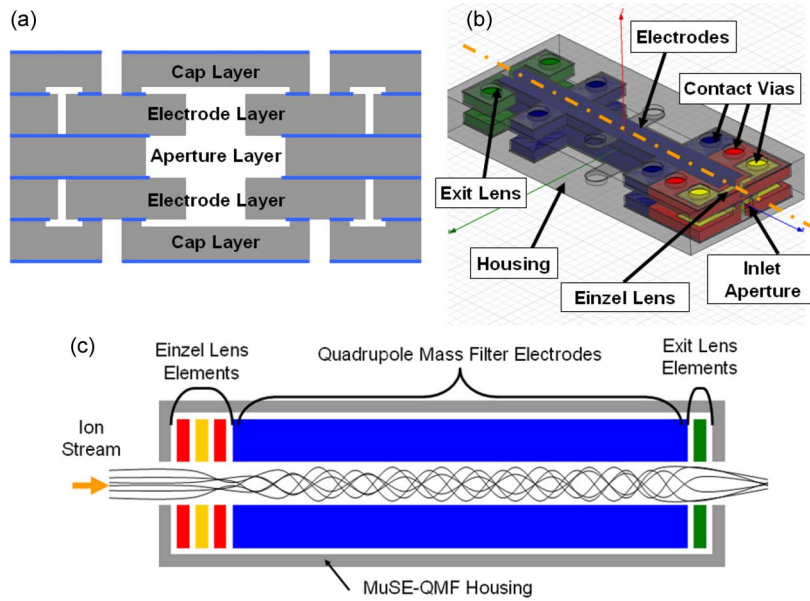 (a)
Cap Layer
Electrode Layer
Aperture Layer
Electrode Layer
Cap Layer
(b)
Electrodes
Contact Vias
Exit Lens
Housing
Einzel Lens
Inlet
Aperture
(c)
Einzel Lens
Elements
Quadrupole Mass Filter Electrodes
Exit Lens
Elements
Ion
Stream
MuSE-QMF Housing